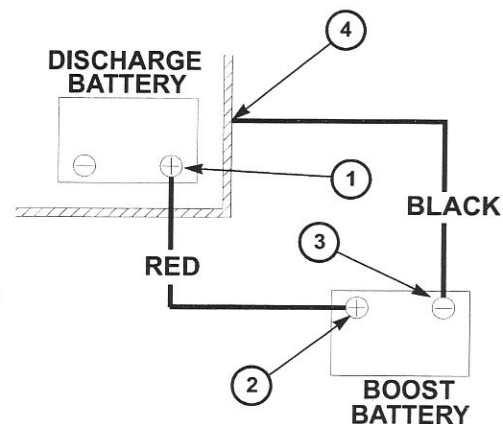 4
DISCHARGE
BATTERY
1
BLACK
3
RED
2
BOOST
BATTERY